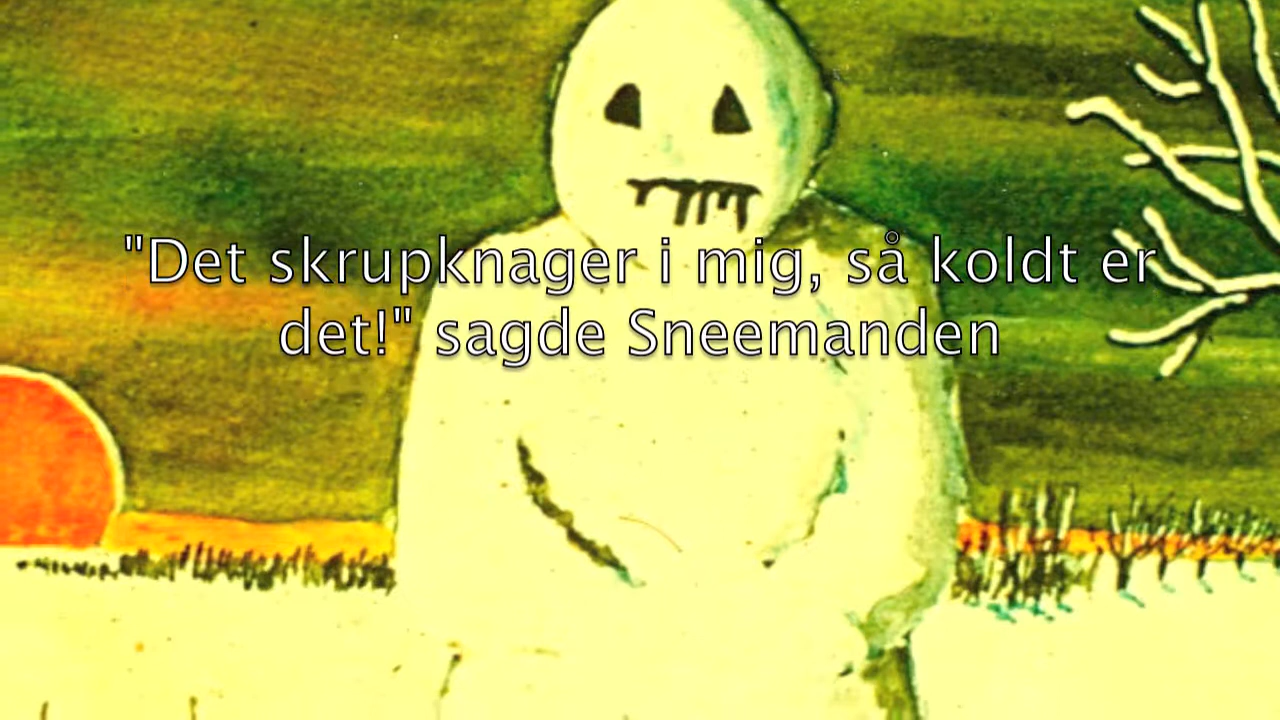 "Det skrupknager i mig, så koldt er
det!" sagde Sneemanden